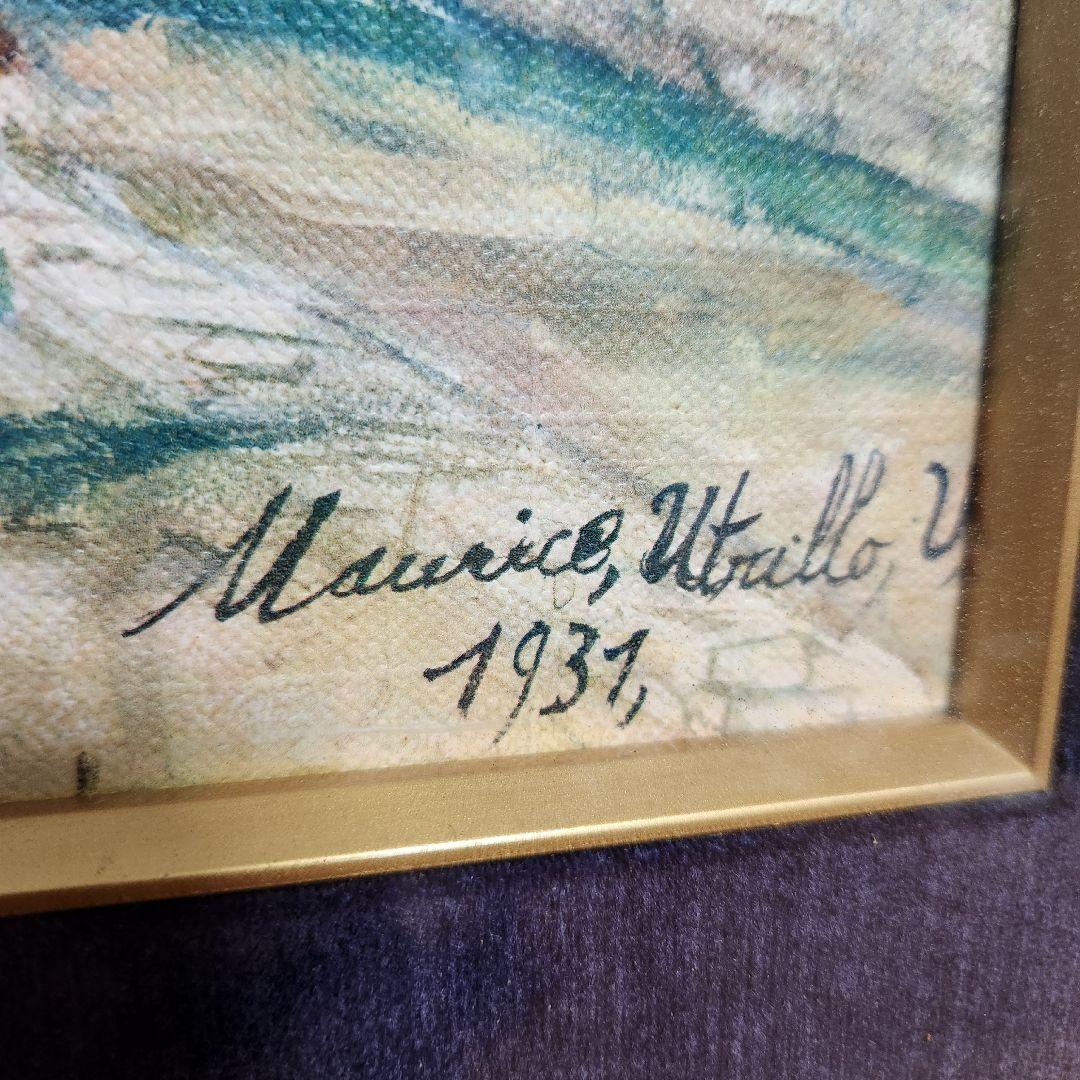 Maurice, Utrillo, V
1931,